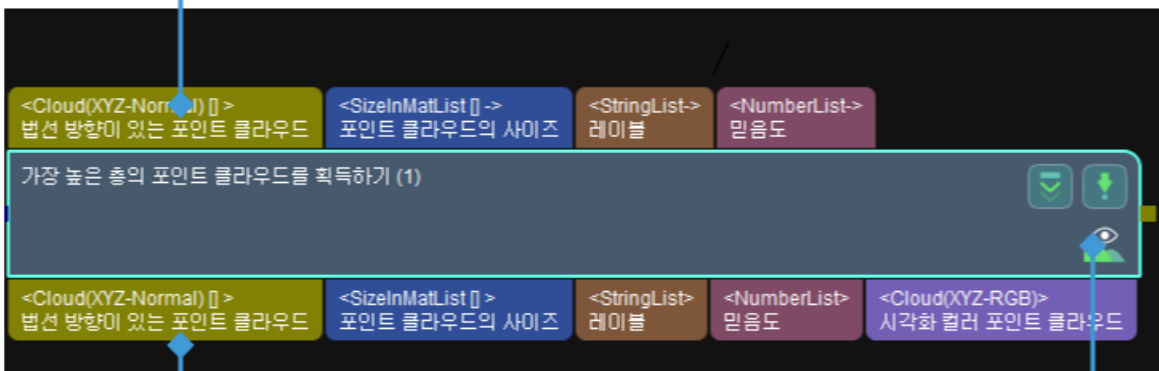 <Cloud(XYZ-Normal) [] >
법선 방향이 있는 포인트 클라우드
<SizeInMatList [] ->
포인트 클라우드의 사이즈
<StringList->
레이블
<NumberList->
믿음도
가장 높은 층의 포인트 클라우드를 획득하기 (1)
<Cloud(XYZ-Normal) [] >
법선 방향이 있는 포인트 클라우드
<SizeInMatList [] >
포인트 클라우드의 사이즈
<StringList>
레이블
<NumberList>
믿음도
<Cloud(XYZ-RGB)>
시각화 컬러 포인트 클라우드